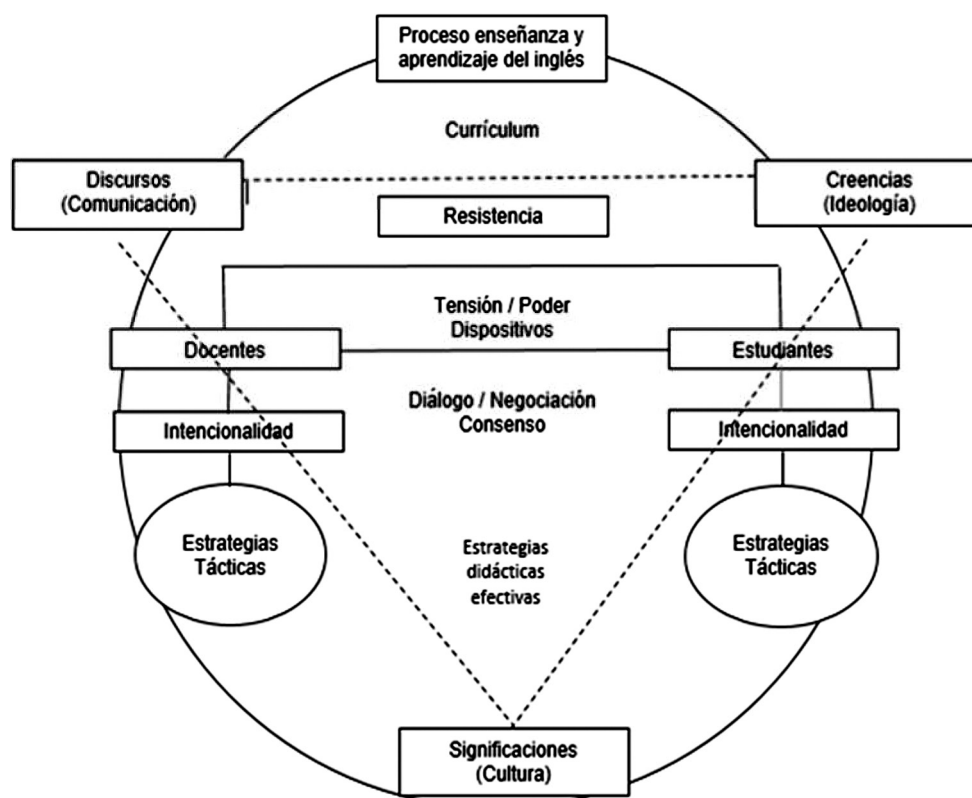 Proceso enseñanza y
aprendizaje del inglés
Currículum
Discursos
(Comunicación)
Creencias
(Ideología)
Resistencia
Tensión / Poder
Dispositivos
Docentes
Estudiantes
Diálogo / Negociación
Consenso
Intencionalidad
Intencionalidad
Estrategias
Tácticas
Estrategias
Tácticas
Estrategias
didácticas
efectivas
Significaciones
(Cultura)